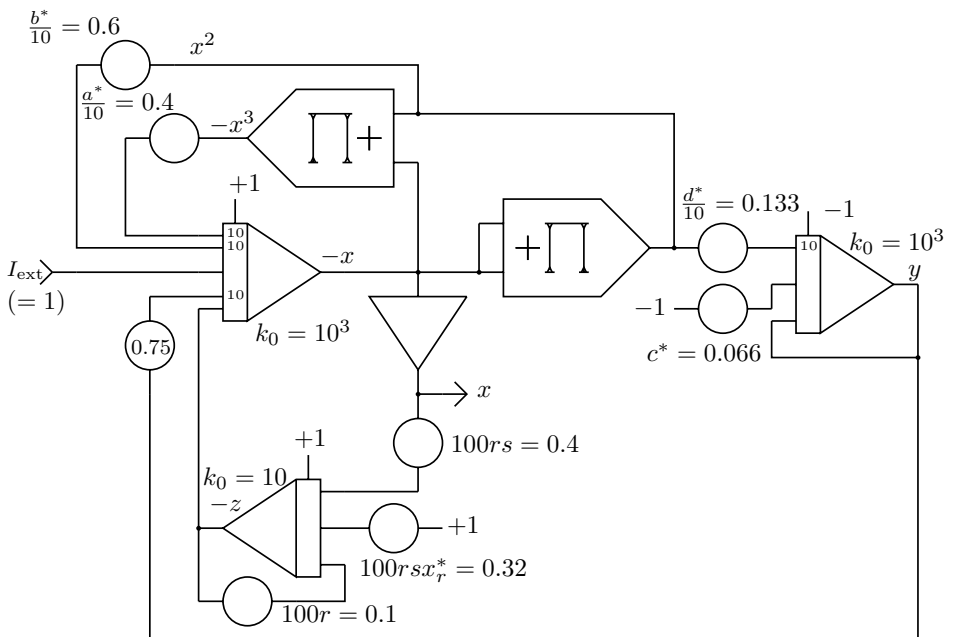 b*/10 = 0.6
x²
a*/10 = 0.4
−x³
∏ +
+1
10
10
10
I_ext
(= 1)
−x
k₀ = 10³
0.75
+ ∏
d*/10 = 0.133
−1
10
k₀ = 10³
y
−1
c* = 0.066
x
100rs = 0.4
+1
k₀ = 10
−z
+1
100rsx*_r = 0.32
100r = 0.1